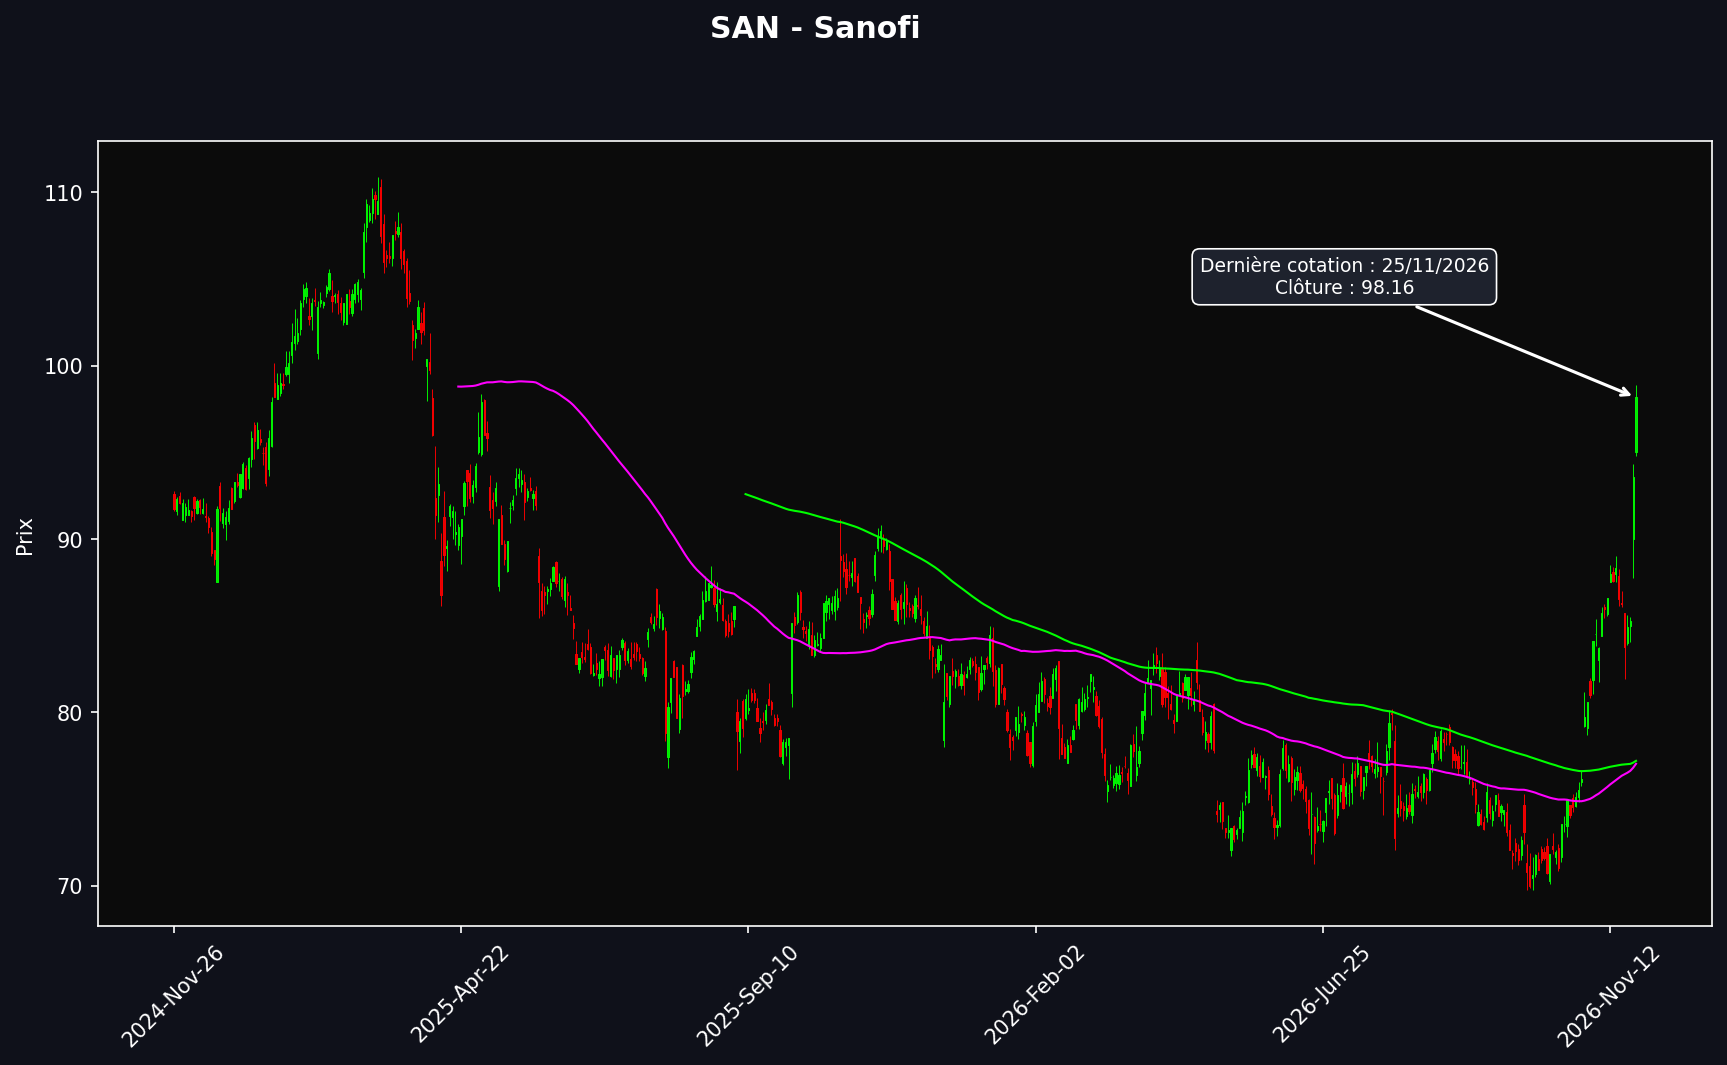 SAN - Sanofi
Dernière cotation : 25/11/2026
Clôture : 98.16
Prix
110
100
90
80
70
2024-Nov-26
2025-Apr-22
2025-Sep-10
2026-Feb-02
2026-Jun-25
2026-Nov-12